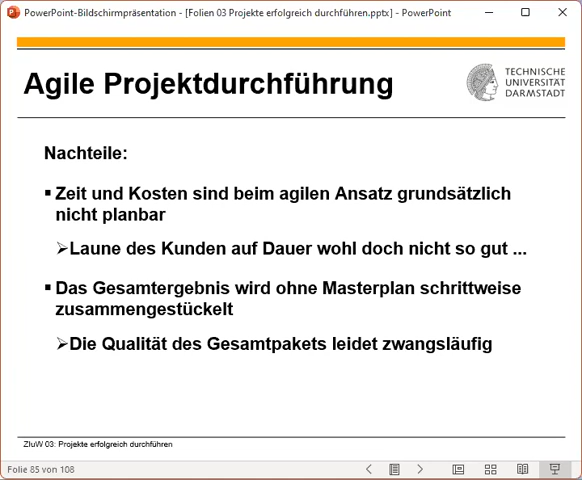 PowerPoint-Bildschirmpräsentation - [Folien 03 Projekte erfolgreich durchführen.pptx] - PowerPoint
Agile Projektdurchführung
TECHNISCHE
UNIVERSITÄT
DARMSTADT
Nachteile:
▪ Zeit und Kosten sind beim agilen Ansatz grundsätzlich
nicht planbar
➢Laune des Kunden auf Dauer wohl doch nicht so gut ...
▪ Das Gesamtergebnis wird ohne Masterplan schrittweise
zusammengestückelt
➢Die Qualität des Gesamtpakets leidet zwangsläufig
ZIuW 03: Projekte erfolgreich durchführen
Folie 85 von 108